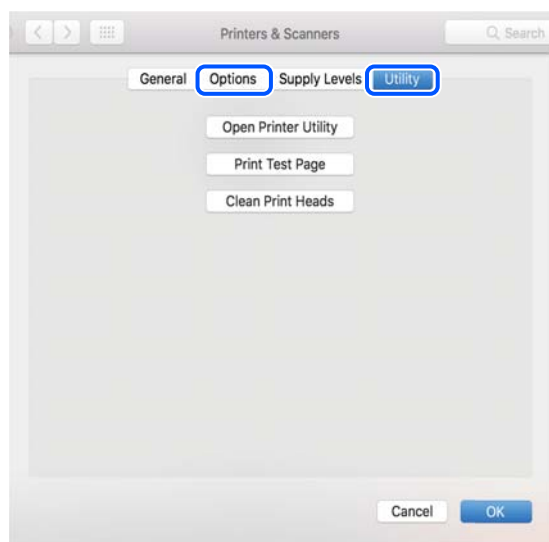 Printers & Scanners Search
General Options Supply Levels Utility
Open Printer Utility
Print Test Page
Clean Print Heads
Cancel OK